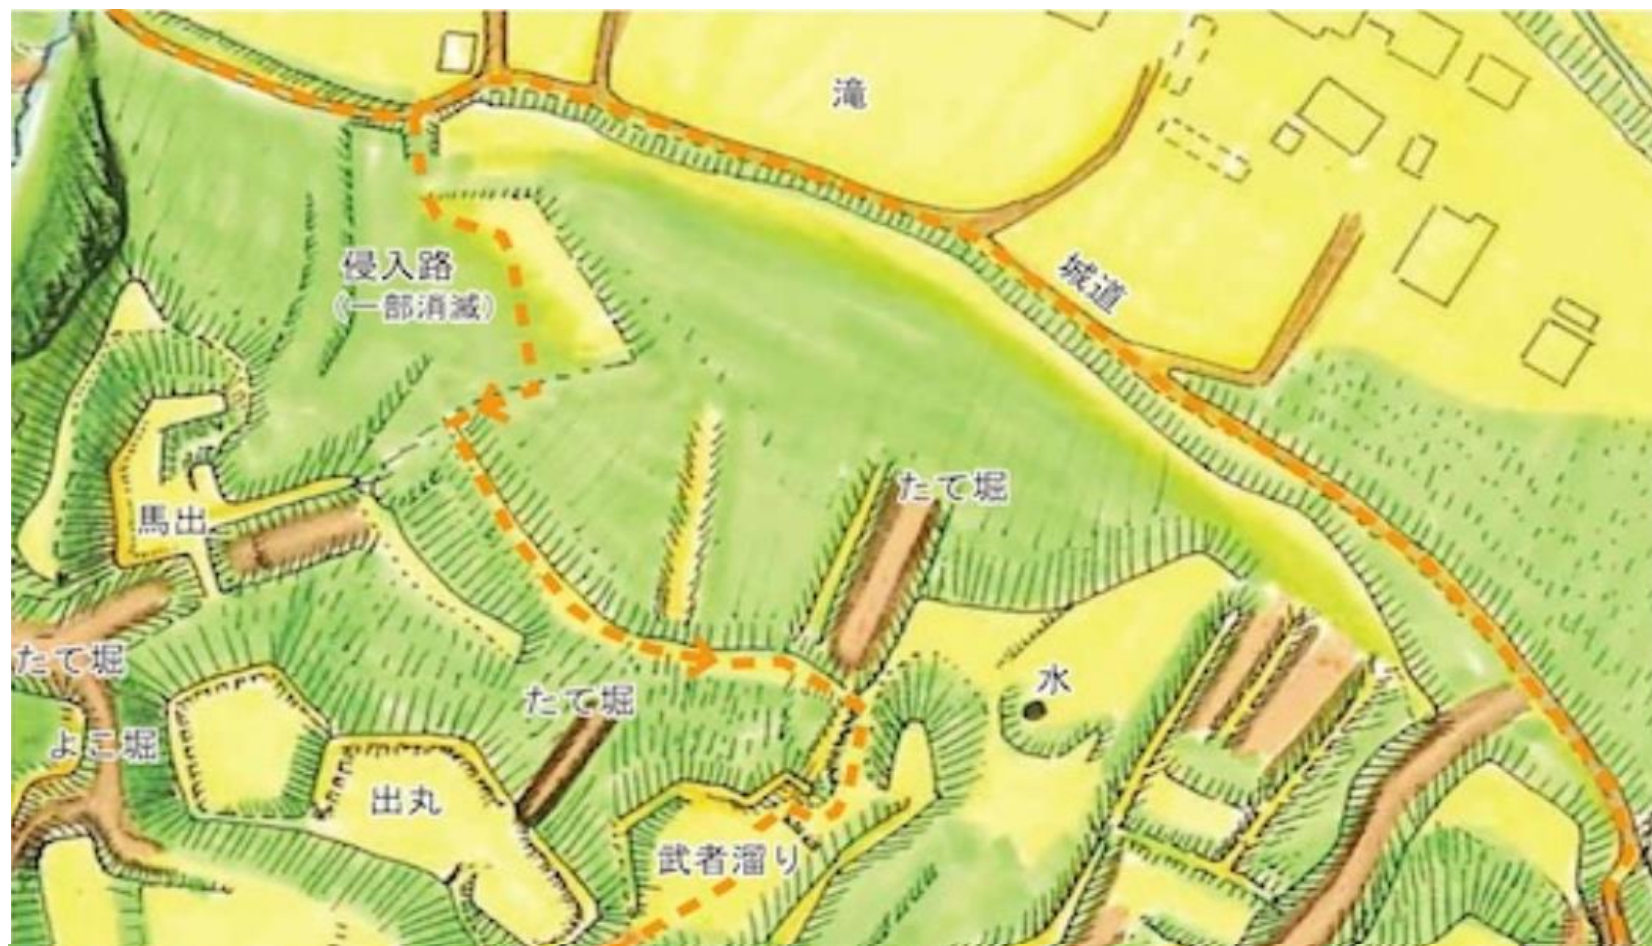 滝
城道
侵入路
(一部消滅)
たて堀
馬出
たて堀
水
たて堀
よこ堀
出丸
武者溜り